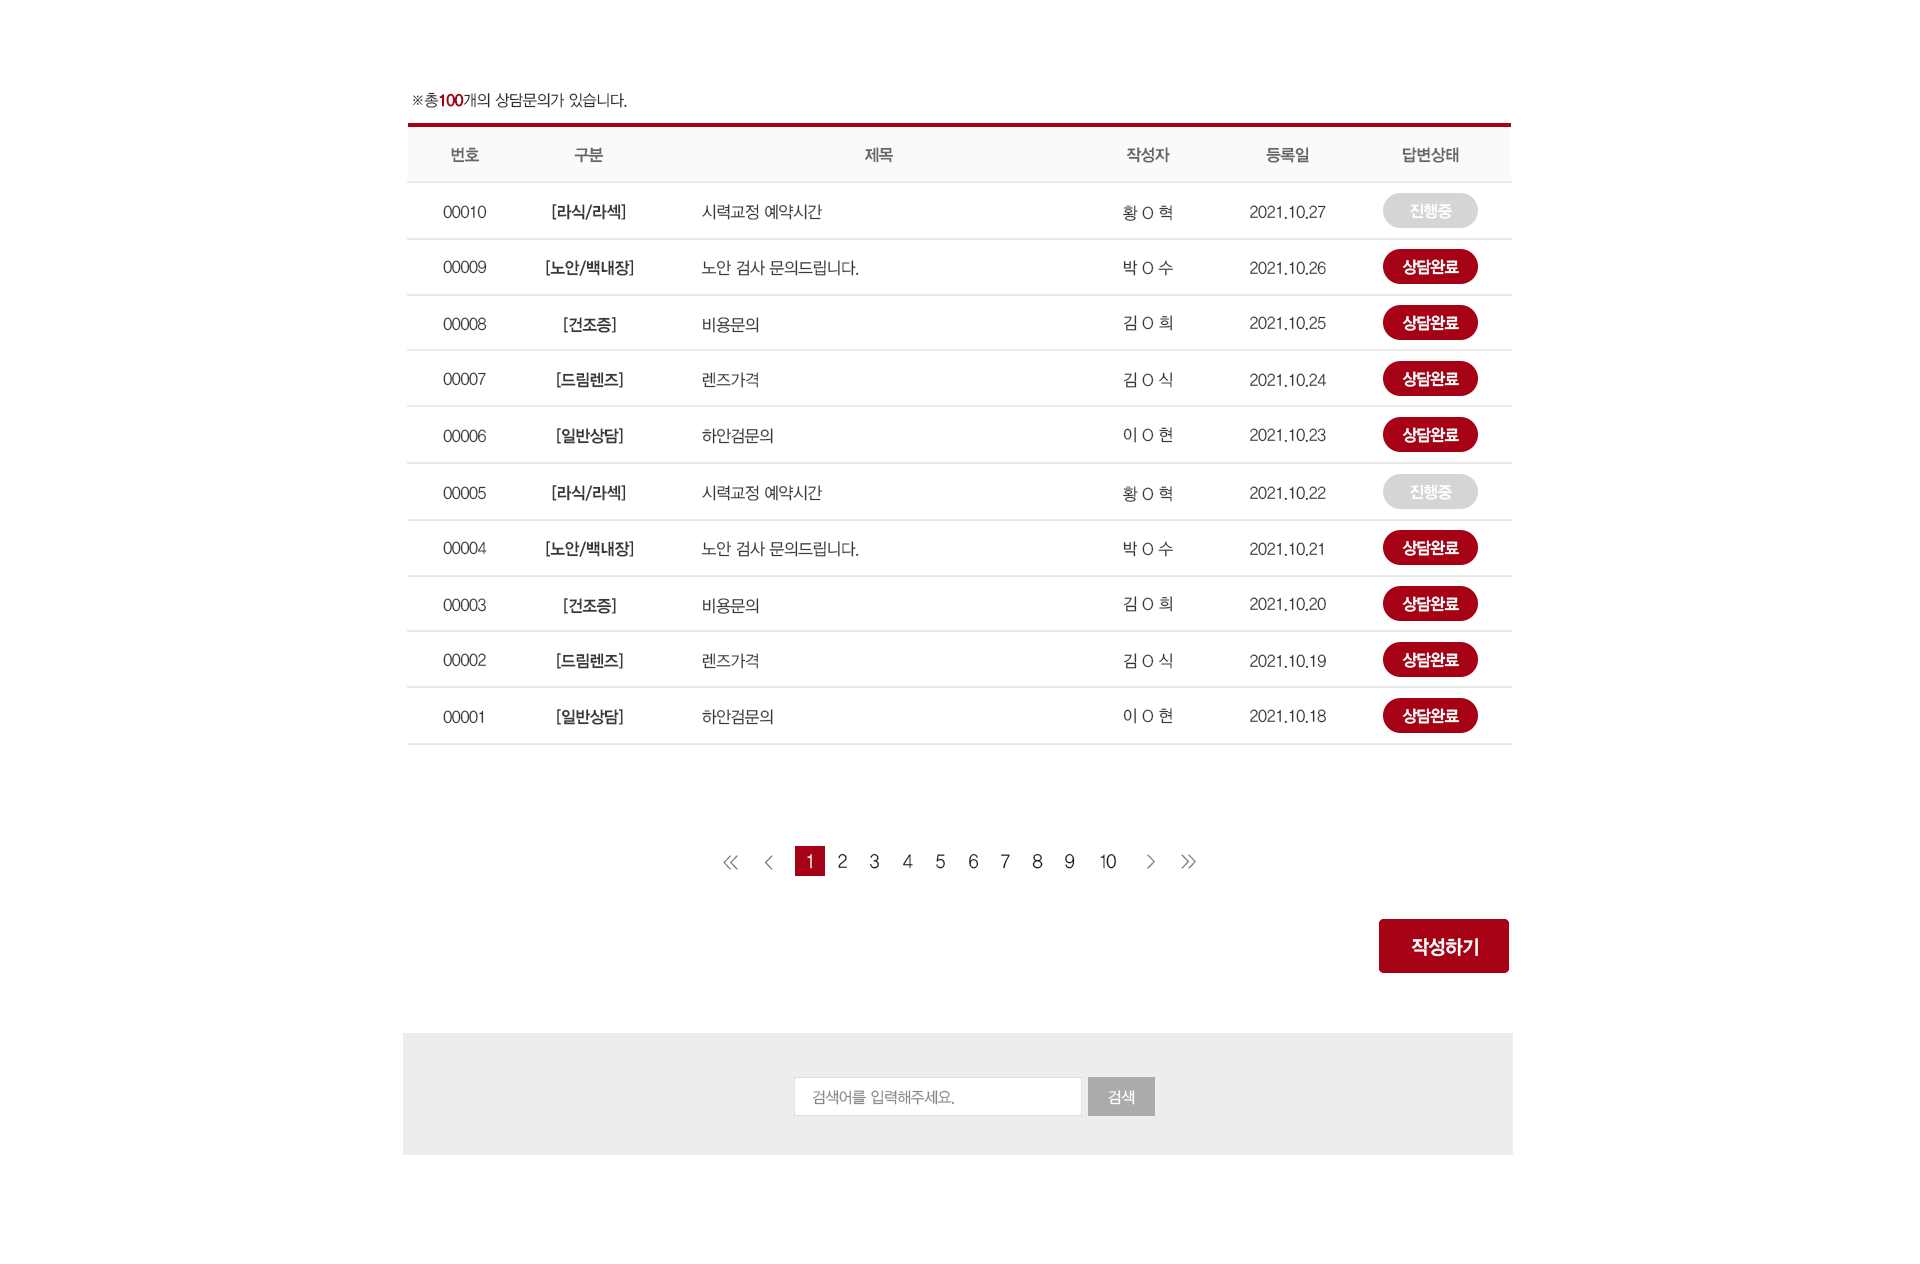 ※총100개의 상담문의가 있습니다.
번호 구분 제목 작성자 등록일 답변상태
00010 [라식/라섹] 시력교정 예약시간 황 O 혁 2021.10.27 진행중
00009 [노안/백내장] 노안 검사 문의드립니다. 박 O 수 2021.10.26 상담완료
00008 [건조증] 비용문의 김 O 희 2021.10.25 상담완료
00007 [드림렌즈] 렌즈가격 김 O 식 2021.10.24 상담완료
00006 [일반상담] 하안검문의 이 O 현 2021.10.23 상담완료
00005 [라식/라섹] 시력교정 예약시간 황 O 혁 2021.10.22 진행중
00004 [노안/백내장] 노안 검사 문의드립니다. 박 O 수 2021.10.21 상담완료
00003 [건조증] 비용문의 김 O 희 2021.10.20 상담완료
00002 [드림렌즈] 렌즈가격 김 O 식 2021.10.19 상담완료
00001 [일반상담] 하안검문의 이 O 현 2021.10.18 상담완료
1 2 3 4 5 6 7 8 9 10
작성하기
검색어를 입력해주세요. 검색